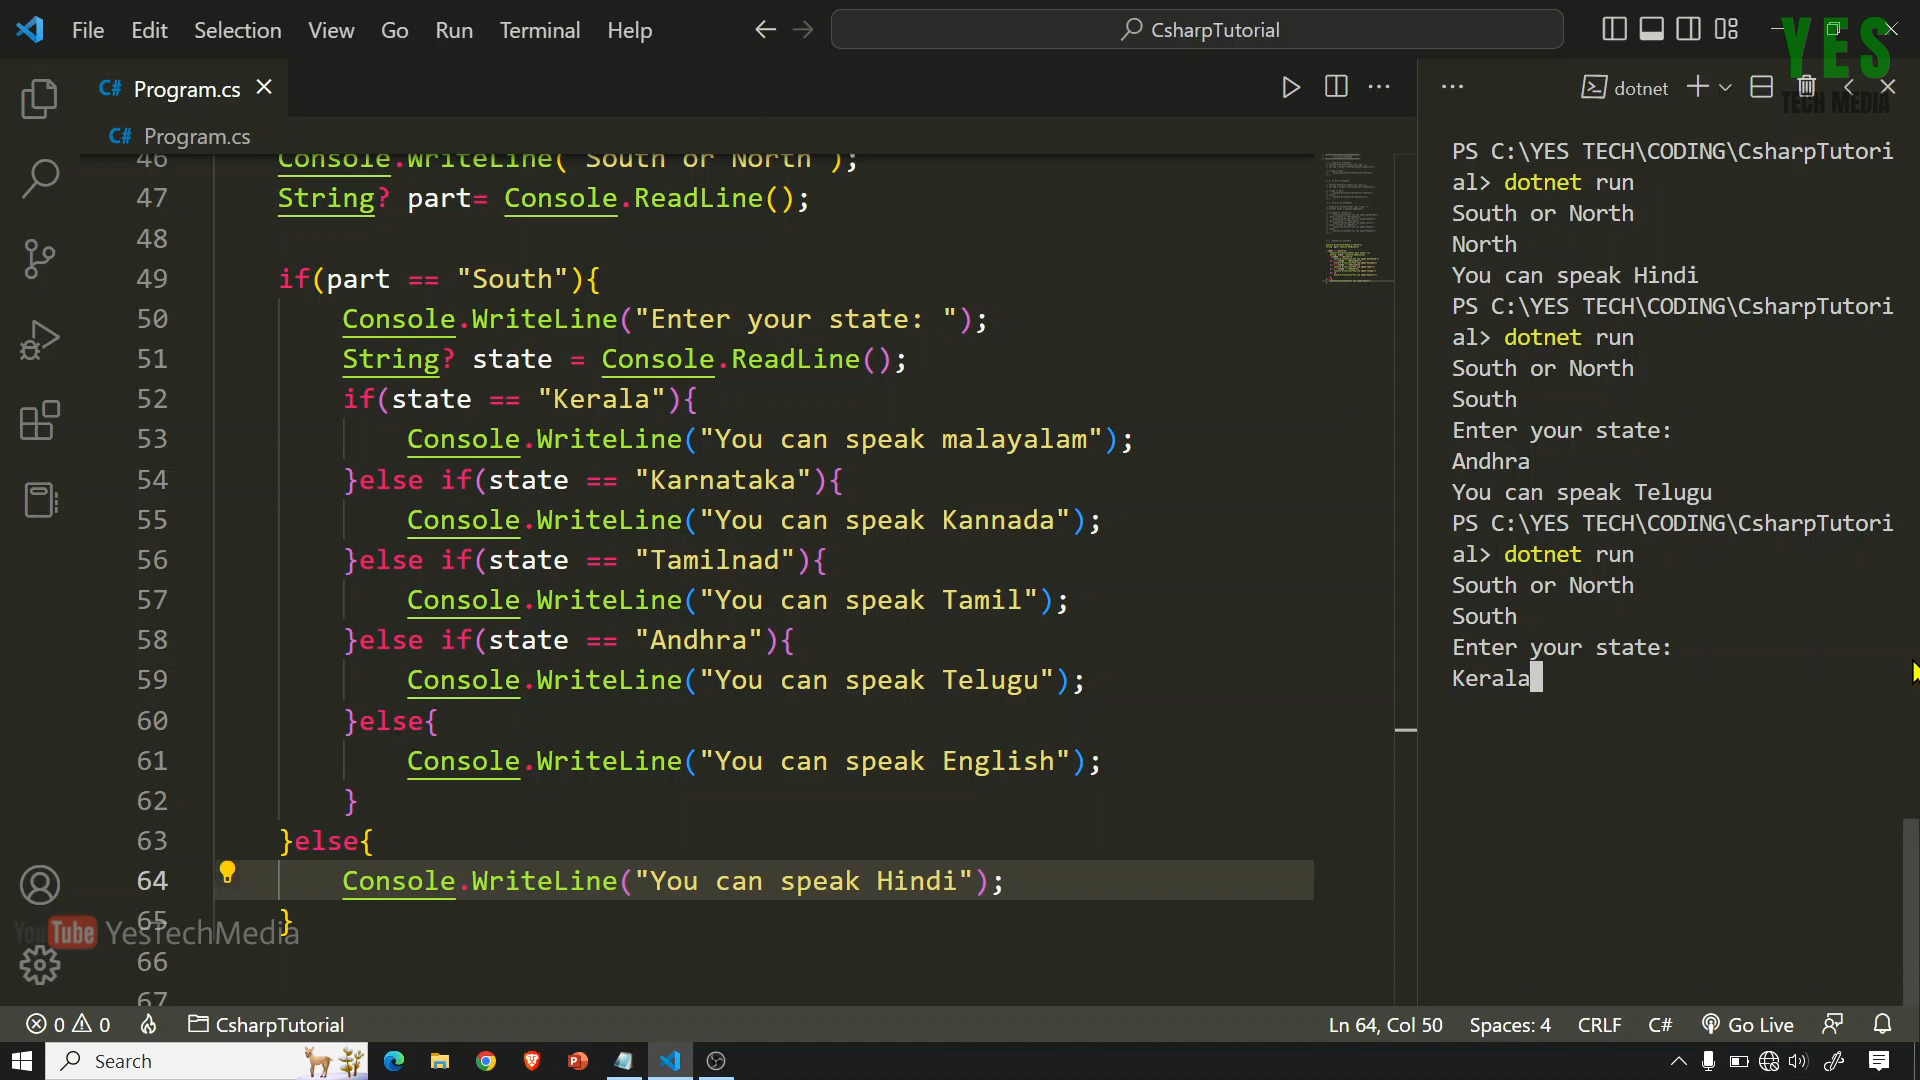 File Edit Selection View Go Run Terminal Help
CsharpTutorial
YES
TECH MEDIA
C# Program.cs
dotnet
C# Program.cs
46 Console.WriteLine("South or North");
47 String? part= Console.ReadLine();
48
49 if(part == "South"){
50 Console.WriteLine("Enter your state: ");
51 String? state = Console.ReadLine();
52 if(state == "Kerala"){
53 Console.WriteLine("You can speak malayalam");
54 }else if(state == "Karnataka"){
55 Console.WriteLine("You can speak Kannada");
56 }else if(state == "Tamilnad"){
57 Console.WriteLine("You can speak Tamil");
58 }else if(state == "Andhra"){
59 Console.WriteLine("You can speak Telugu");
60 }else{
61 Console.WriteLine("You can speak English");
62 }
63 }else{
64 Console.WriteLine("You can speak Hindi");
65 }
66
67
YouTube YesTechMedia
PS C:\YES TECH\CODING\CsharpTutori
al> dotnet run
South or North
North
You can speak Hindi
PS C:\YES TECH\CODING\CsharpTutori
al> dotnet run
South or North
South
Enter your state:
Andhra
You can speak Telugu
PS C:\YES TECH\CODING\CsharpTutori
al> dotnet run
South or North
South
Enter your state:
Kerala
0 0 CsharpTutorial Ln 64, Col 50 Spaces: 4 CRLF C# Go Live
Search